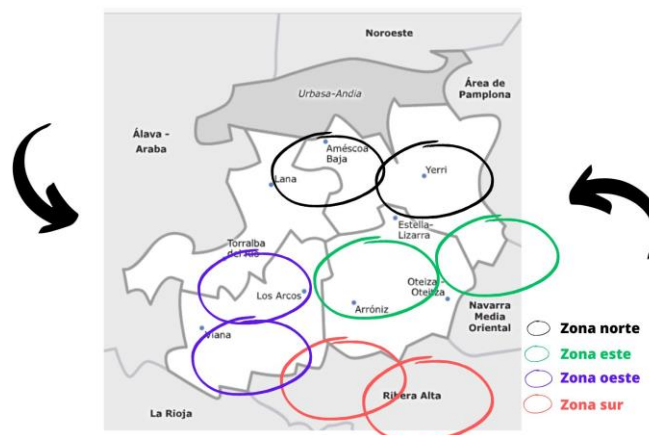 Noroeste
Urbasa-Andia
Área de
Pamplona
Álava -
Araba
Améscoa
Baja
Yerri
Lana
Estella-
Lizarra
Torralba
del Río
Los Arcos
Oteiza -
Oteitza
Arróniz
Navarra
Media
Oriental
Viana
La Rioja
Ribera Alta
Zona norte
Zona este
Zona oeste
Zona sur